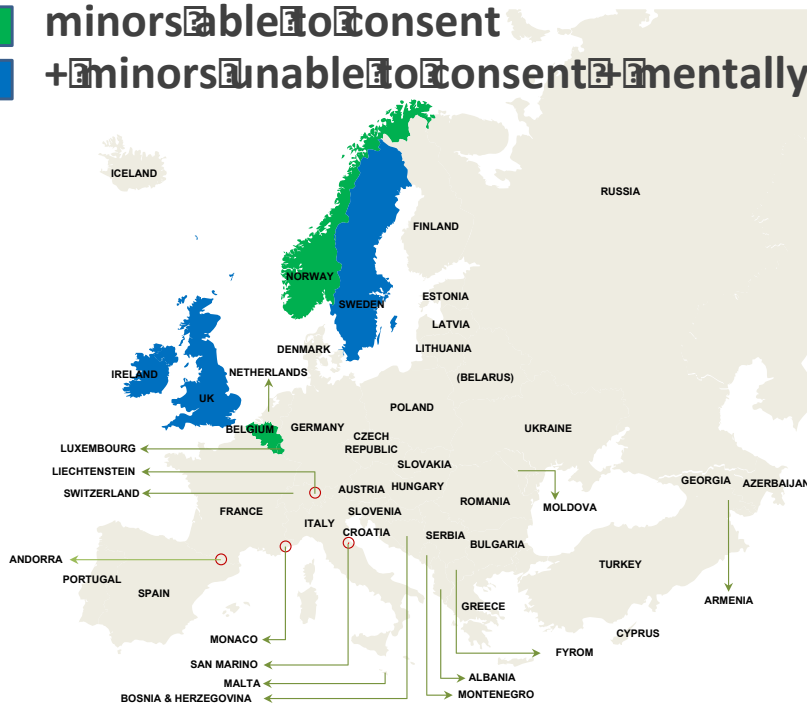 minors able to consent
+ minors unable to consent + mentally
ICELAND
RUSSIA
FINLAND
NORWAY
SWEDEN
ESTONIA
LATVIA
DENMARK
LITHUANIA
IRELAND
NETHERLANDS
(BELARUS)
UK
POLAND
BELGIUM
GERMANY
UKRAINE
CZECH
REPUBLIC
LUXEMBOURG
SLOVAKIA
LIECHTENSTEIN
GEORGIA
AZERBAIJAN
SWITZERLAND
AUSTRIA
HUNGARY
ROMANIA
MOLDOVA
FRANCE
SLOVENIA
ITALY
CROATIA
SERBIA
BULGARIA
ANDORRA
TURKEY
PORTUGAL
SPAIN
ARMENIA
GREECE
CYPRUS
MONACO
FYROM
SAN MARINO
ALBANIA
MALTA
MONTENEGRO
BOSNIA & HERZEGOVINA